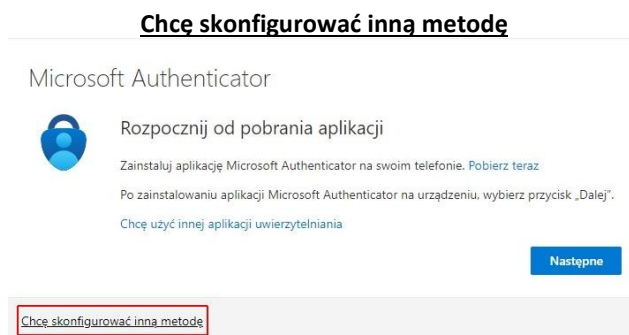 Chcę skonfigurować inną metodę
Microsoft Authenticator
Rozpocznij od pobrania aplikacji
Zainstaluj aplikację Microsoft Authenticator na swoim telefonie. Pobierz teraz
Po zainstalowaniu aplikacji Microsoft Authenticator na urządzeniu, wybierz przycisk „Dalej”.
Chcę użyć innej aplikacji uwierzytelniania
Następne
Chcę skonfigurować inną metodę